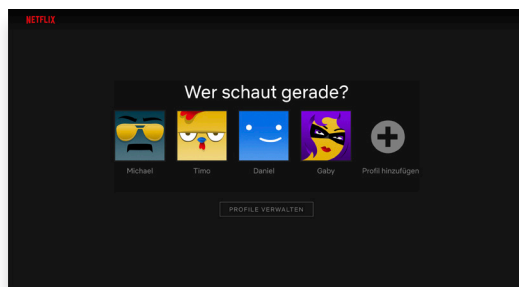 NETFLIX
Wer schaut gerade?
Michael
Timo
Daniel
Gaby
Profil hinzufügen
PROFILE VERWALTEN